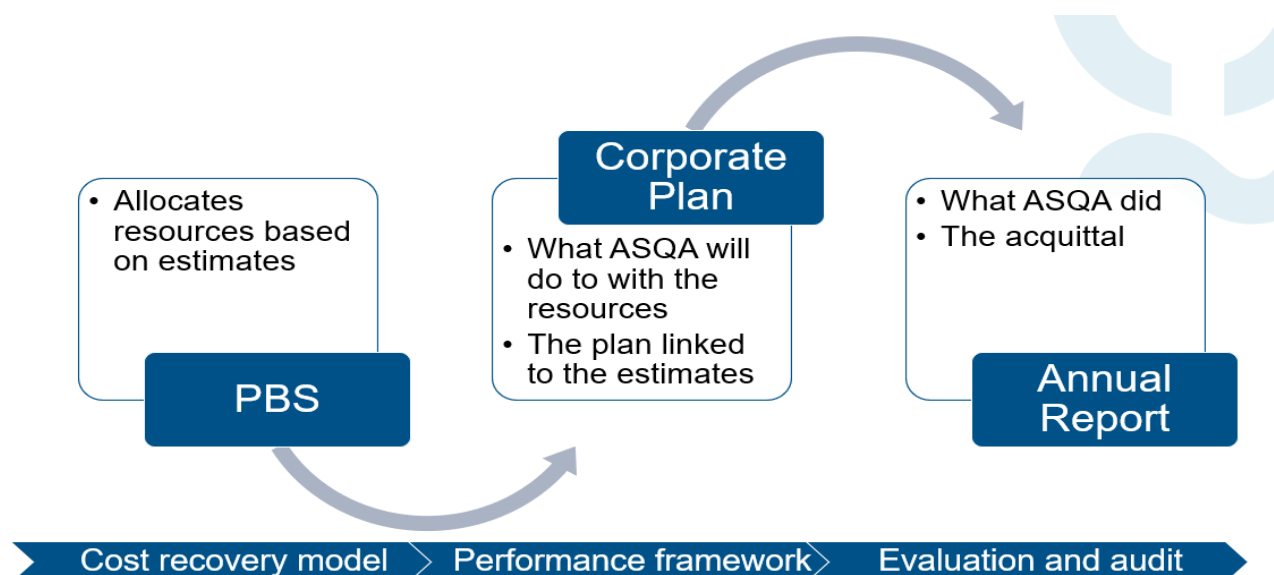 • Allocates
resources based
on estimates
PBS
Corporate
Plan
• What ASQA will
do to with the
resources
• The plan linked
to the estimates
• What ASQA did
• The acquittal
Annual
Report
Cost recovery model
Performance framework
Evaluation and audit